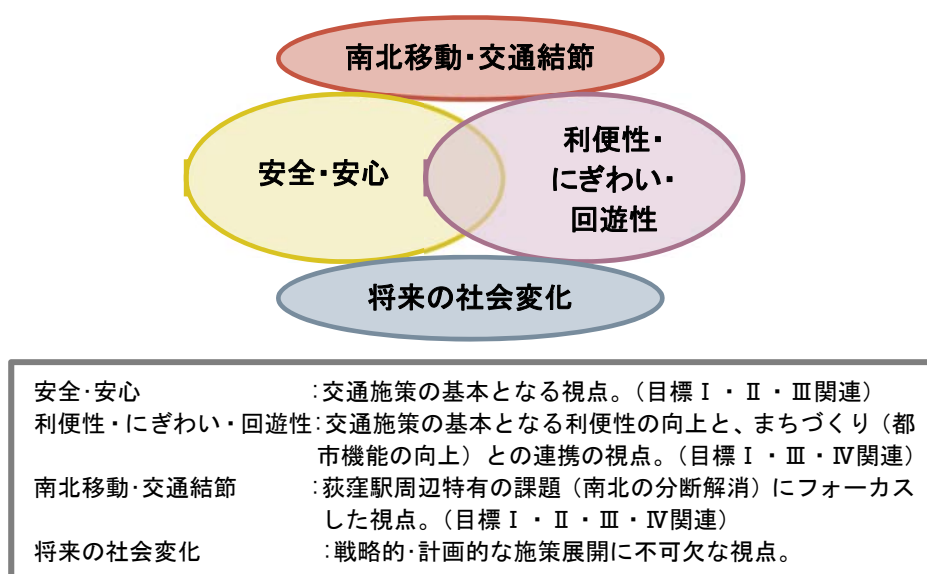 南北移動・交通結節
安全・安心
利便性・
にぎわい・
回遊性
将来の社会変化
安全・安心　　　　　　　：交通施策の基本となる視点。（目標Ⅰ・Ⅱ・Ⅲ関連）
利便性・にぎわい・回遊性：交通施策の基本となる利便性の向上と、まちづくり（都
市機能の向上）との連携の視点。（目標Ⅰ・Ⅲ・Ⅳ関連）
南北移動・交通結節　　　：荻窪駅周辺特有の課題（南北の分断解消）にフォーカス
した視点。（目標Ⅰ・Ⅱ・Ⅲ・Ⅳ関連）
将来の社会変化　　　　　：戦略的・計画的な施策展開に不可欠な視点。